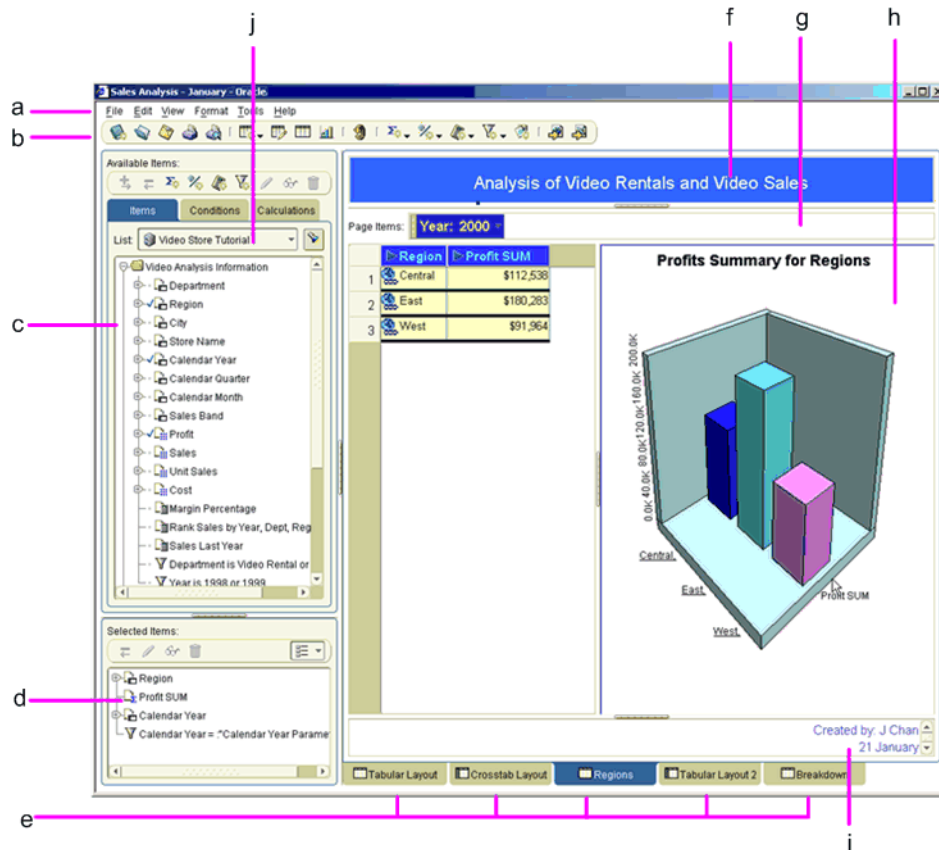 j
f
g
h
a
b
c
d
e
i
Sales Analysis - January - Oracle
File Edit View Format Tools Help
Available Items:
Items Conditions Calculations
List: Video Store Tutorial
Video Analysis Information
Department
Region
City
Store Name
Calendar Year
Calendar Quarter
Calendar Month
Sales Band
Profit
Sales
Unit Sales
Cost
Margin Percentage
Rank Sales by Year, Dept, Reg
Sales Last Year
Department is Video Rental or
Year is 1998 or 1999
Selected Items:
Region
Profit SUM
Calendar Year
Calendar Year = :"Calendar Year Parame
Analysis of Video Rentals and Video Sales
Page Items: Year: 2000
Region Profit SUM
1 Central $112,538
2 East $180,283
3 West $91,964
Profits Summary for Regions
200.0K
160.0K
120.0K
80.0K
40.0K
0.0K
Central,
East,
West,
Profit SUM
Created by: J Chan
21 January
Tabular Layout Crosstab Layout Regions Tabular Layout 2 Breakdown